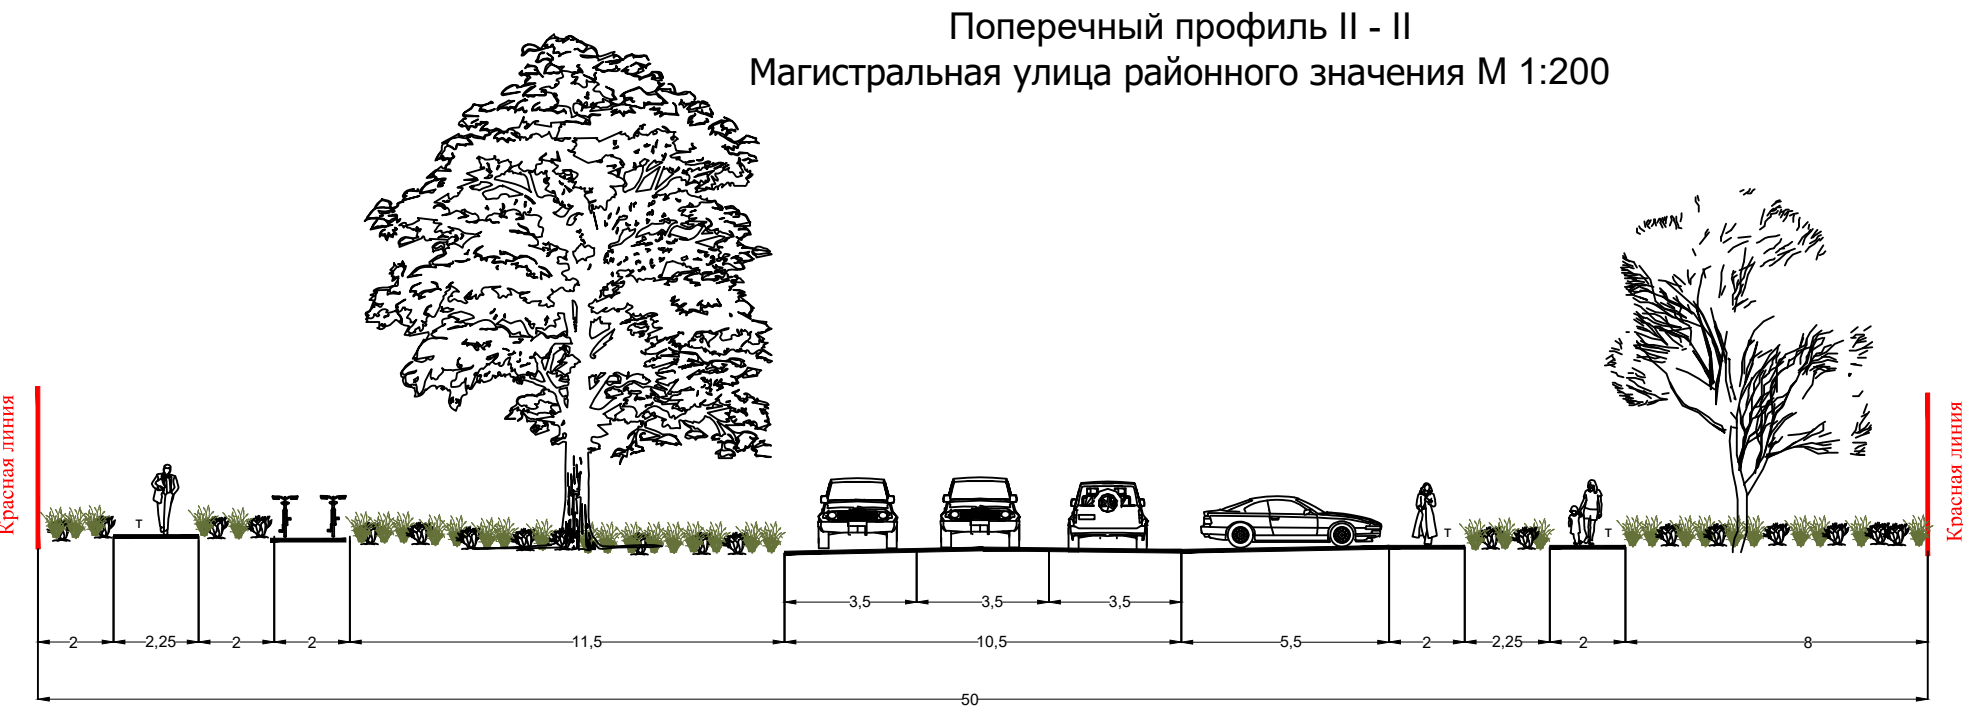 Поперечный профиль II - II
Магистральная улица районного значения М 1:200
Красная линия
Красная линия
Т
Т
Т
3,5
3,5
3,5
2
2,25
2
2
11,5
10,5
5,5
2
2,25
2
8
50